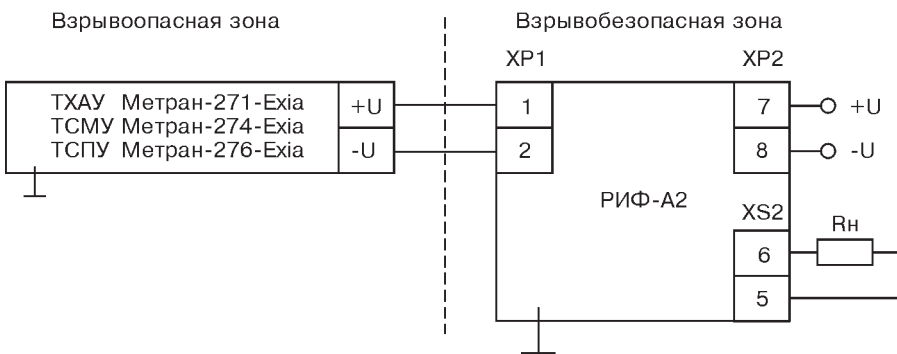 Взрывоопасная зона
Взрывобезопасная зона
XP1
XP2
ТХАУ Метран-271-Exia
ТСМУ Метран-274-Exia
ТСПУ Метран-276-Exia
+U
-U
1
2
7
8
+U
-U
РИФ-А2
XS2
6
5
Rн